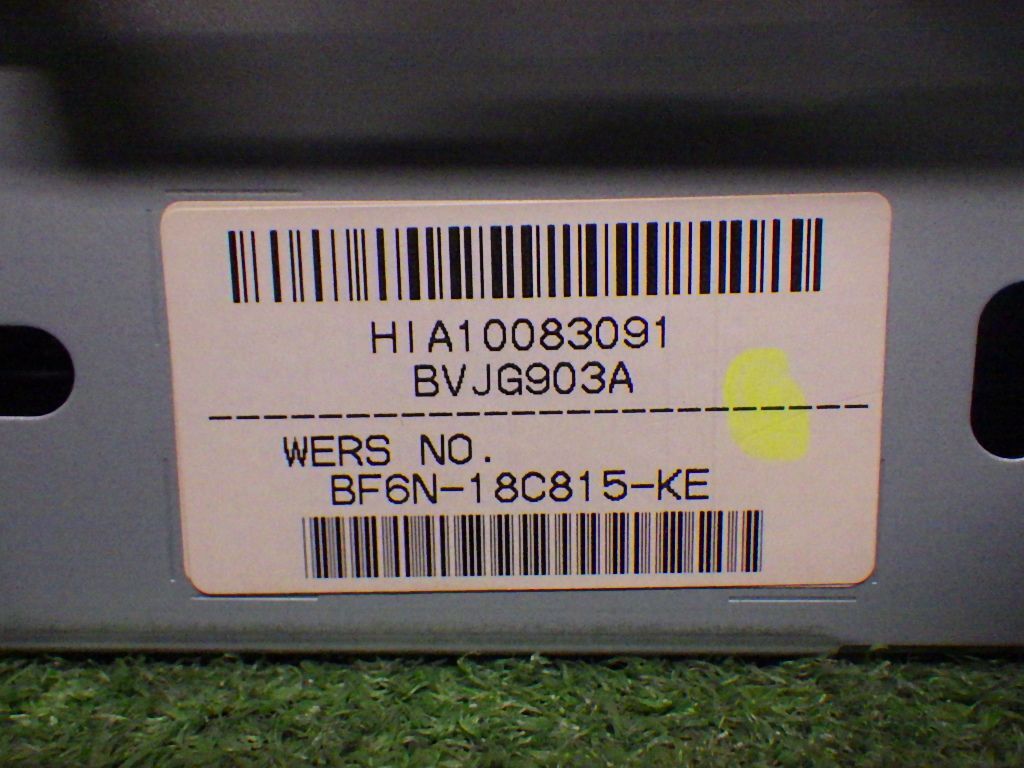 HIA10083091
BVJG903A
WERS NO.
BF6N-18C815-KE